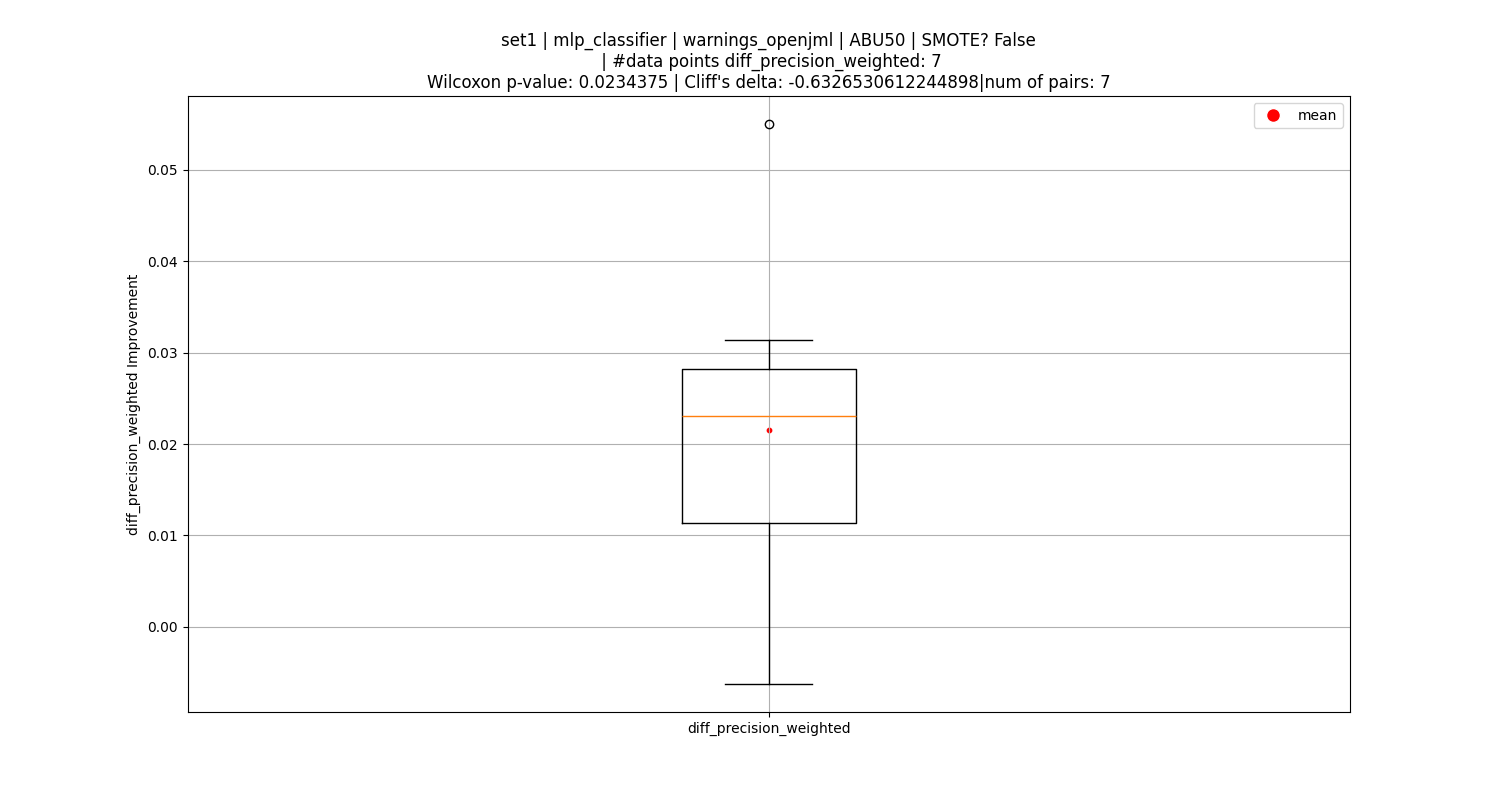 set1 | mlp_classifier | warnings_openjml | ABU50 | SMOTE? False
| #data points diff_precision_weighted: 7
Wilcoxon p-value: 0.0234375 | Cliff's delta: -0.6326530612244898|num of pairs: 7
mean
0.05
0.04
0.03
0.02
0.01
0.00
diff_precision_weighted Improvement
diff_precision_weighted